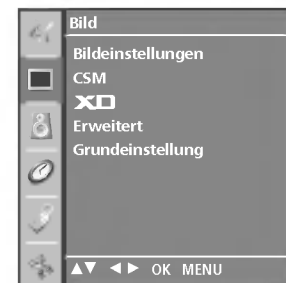 Bild
Bildeinstellungen
CSM
XD
Erweitert
Grundeinstellung
▲▼ ◄► OK MENU